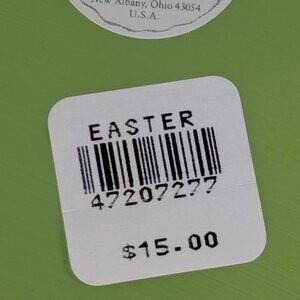 New Albany, Ohio 43054
U.S.A.
EASTER
47207277
$15.00